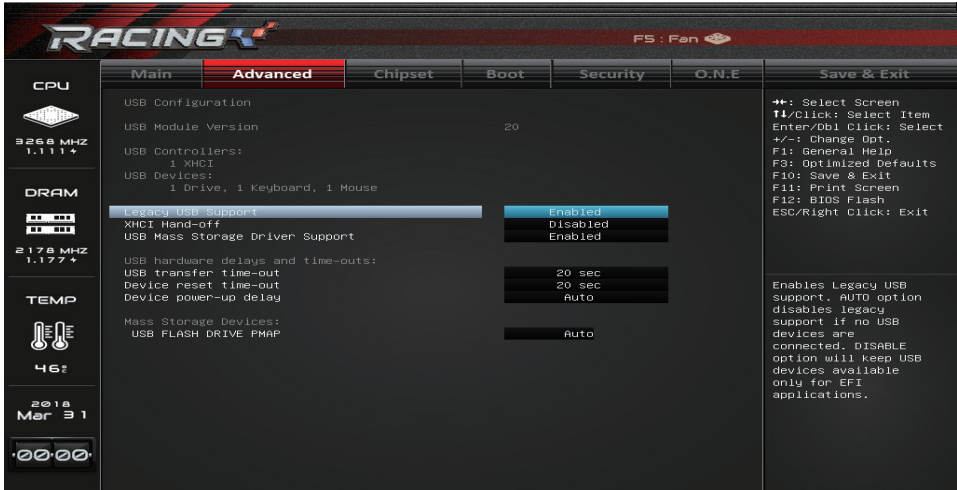 RACING
F5 : Fan
Main Advanced Chipset Boot Security O.N.E Save & Exit
CPU
3268 MHZ
1.111+
DRAM
2178 MHZ
1.177+
TEMP
46
2018
Mar 31
00:00
USB Configuration
USB Module Version 20
USB Controllers:
1 XHCI
USB Devices:
1 Drive, 1 Keyboard, 1 Mouse
Legacy USB Support Enabled
XHCI Hand-off Disabled
USB Mass Storage Driver Support Enabled
USB hardware delays and time-outs:
USB transfer time-out 20 sec
Device reset time-out 20 sec
Device power-up delay Auto
Mass Storage Devices:
USB FLASH DRIVE PMAP Auto
→←: Select Screen
↑↓/Click: Select Item
Enter/Dbl Click: Select
+/-: Change Opt.
F1: General Help
F3: Optimized Defaults
F10: Save & Exit
F11: Print Screen
F12: BIOS Flash
ESC/Right Click: Exit
Enables Legacy USB
support. AUTO option
disables legacy
support if no USB
devices are
connected. DISABLE
option will keep USB
devices available
only for EFI
applications.